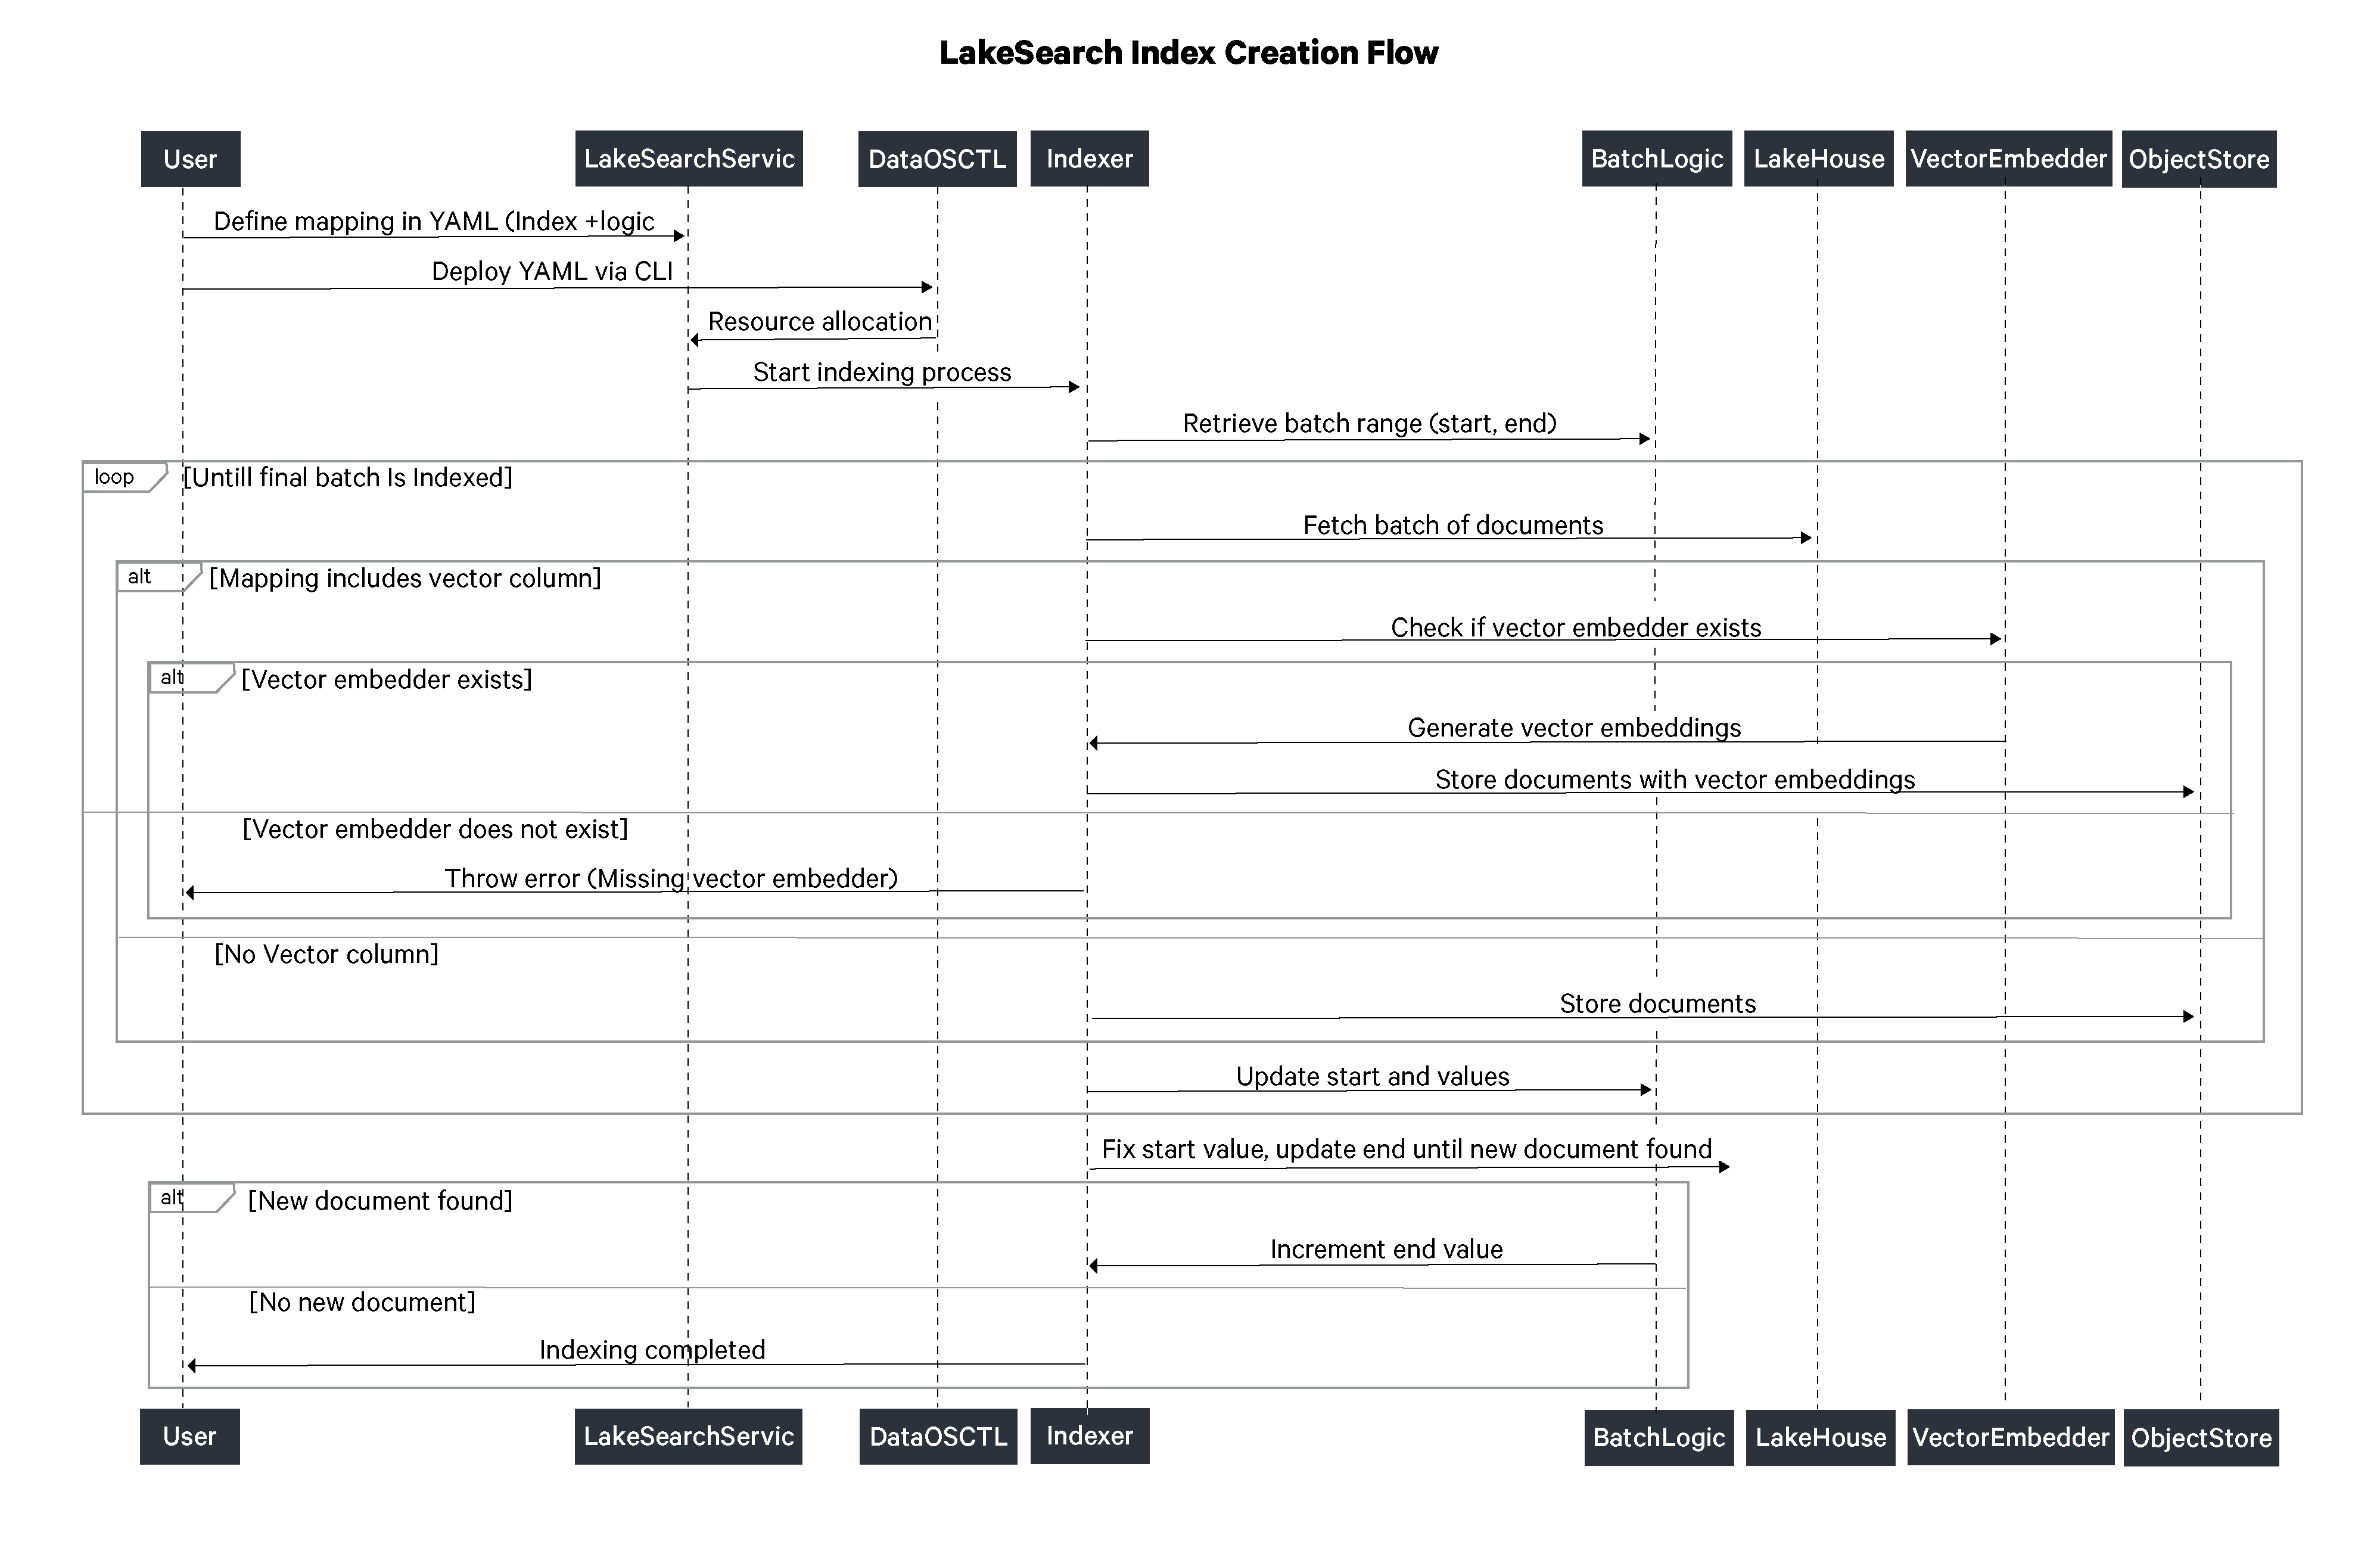 LakeSearch Index Creation Flow
User LakeSearchServic DataOSCTL Indexer BatchLogic LakeHouse VectorEmbedder ObjectStore
Define mapping in YAML (Index +logic
Deploy YAML via CLI
Resource allocation
Start indexing process
Retrieve batch range (start, end)
loop [Untill final batch Is Indexed]
Fetch batch of documents
alt [Mapping includes vector column]
Check if vector embedder exists
alt [Vector embedder exists]
Generate vector embeddings
Store documents with vector embeddings
[Vector embedder does not exist]
Throw error (Missing vector embedder)
[No Vector column]
Store documents
Update start and values
Fix start value, update end until new document found
alt [New document found]
Increment end value
[No new document]
Indexing completed
User LakeSearchServic DataOSCTL Indexer BatchLogic LakeHouse VectorEmbedder ObjectStore